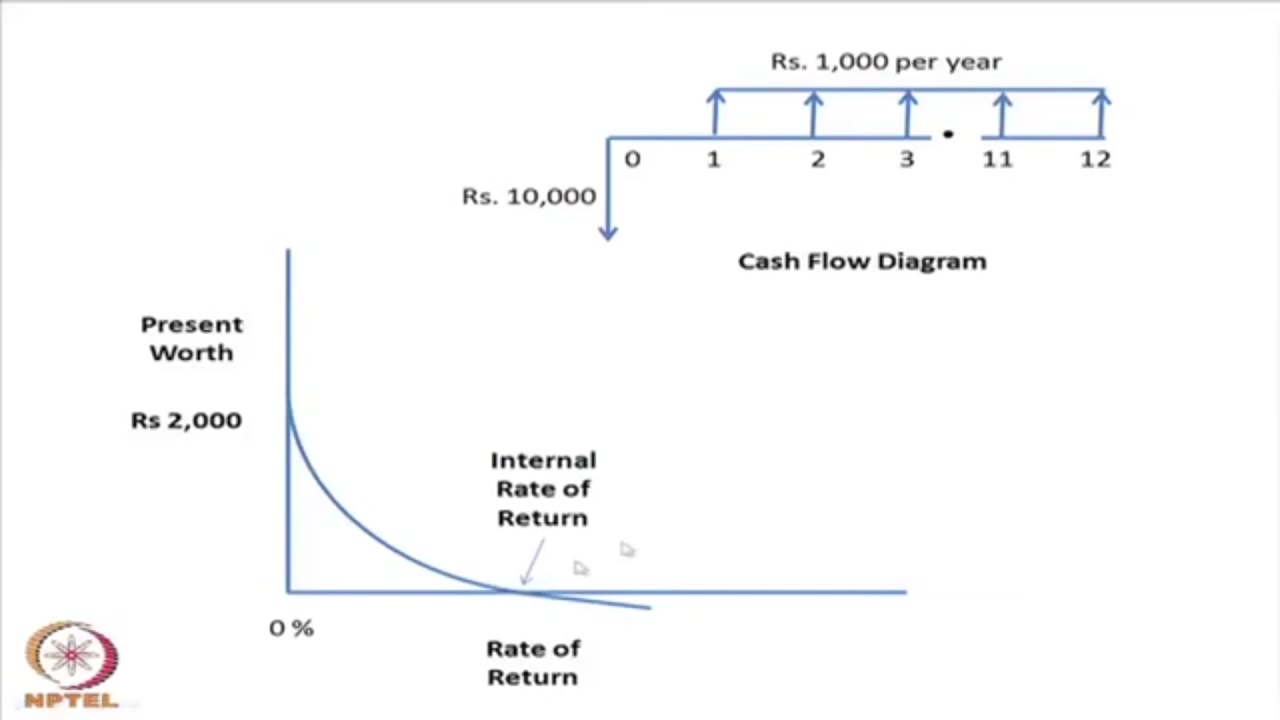 Rs. 1,000 per year
0 1 2 3 11 12
Rs. 10,000
Cash Flow Diagram
Present
Worth
Rs 2,000
Internal
Rate of
Return
0 %
Rate of
Return
NPTEL